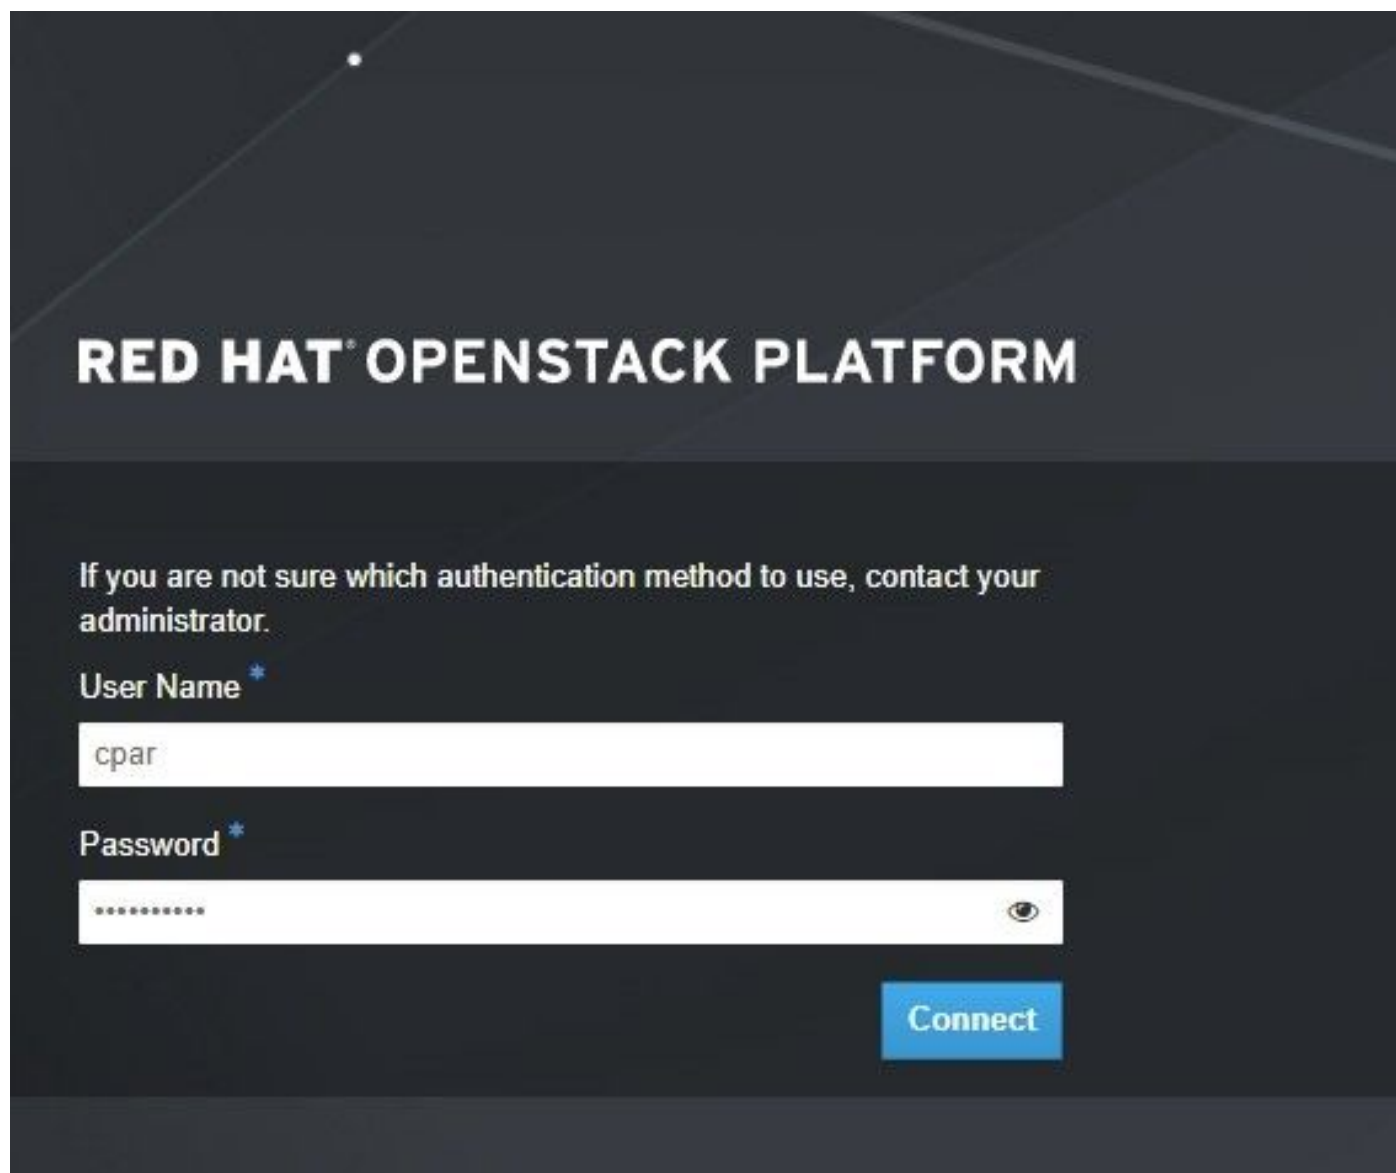 RED HAT® OPENSTACK PLATFORM
If you are not sure which authentication method to use, contact your
administrator.
User Name *
cpar
Password *
••••••••••
Connect